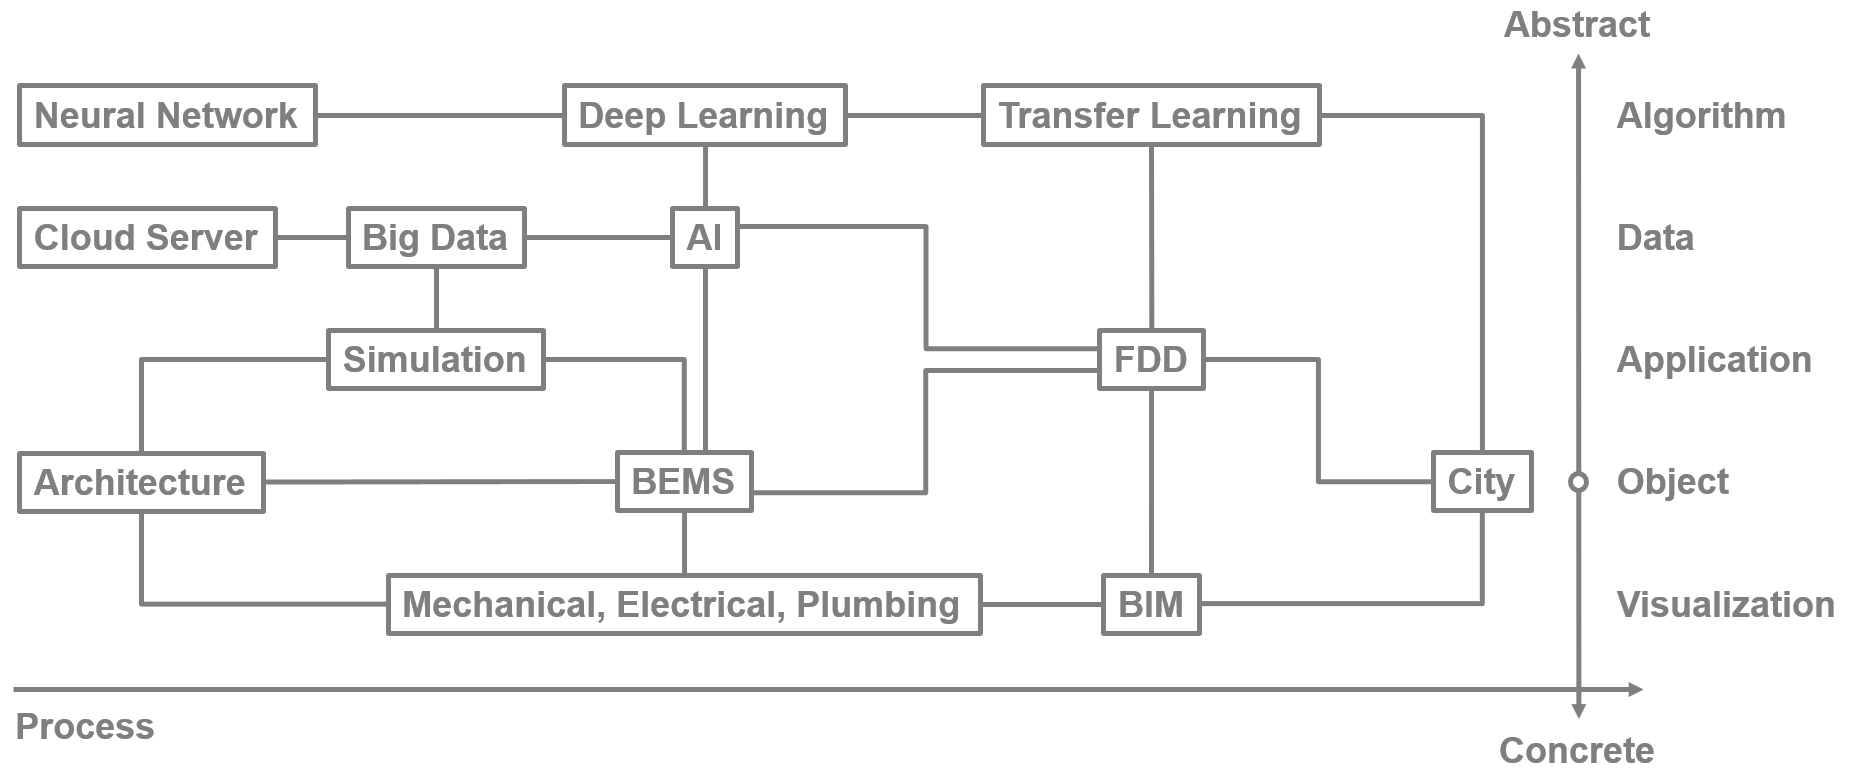 Abstract
Neural Network
Deep Learning
Transfer Learning
Algorithm
Cloud Server
Big Data
AI
Data
Simulation
FDD
Application
Architecture
BEMS
City
Object
Mechanical, Electrical, Plumbing
BIM
Visualization
Process
Concrete